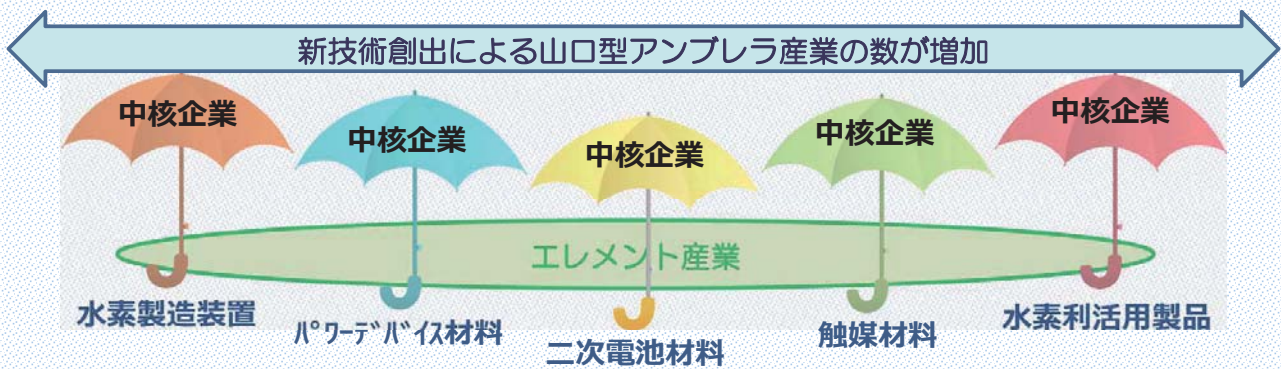 新技術創出による山口型アンブレラ産業の数が増加
中核企業
中核企業
中核企業
中核企業
中核企業
エレメント産業
水素製造装置
ﾊﾟﾜｰﾃﾞﾊﾞｲｽ材料
二次電池材料
触媒材料
水素利活用製品